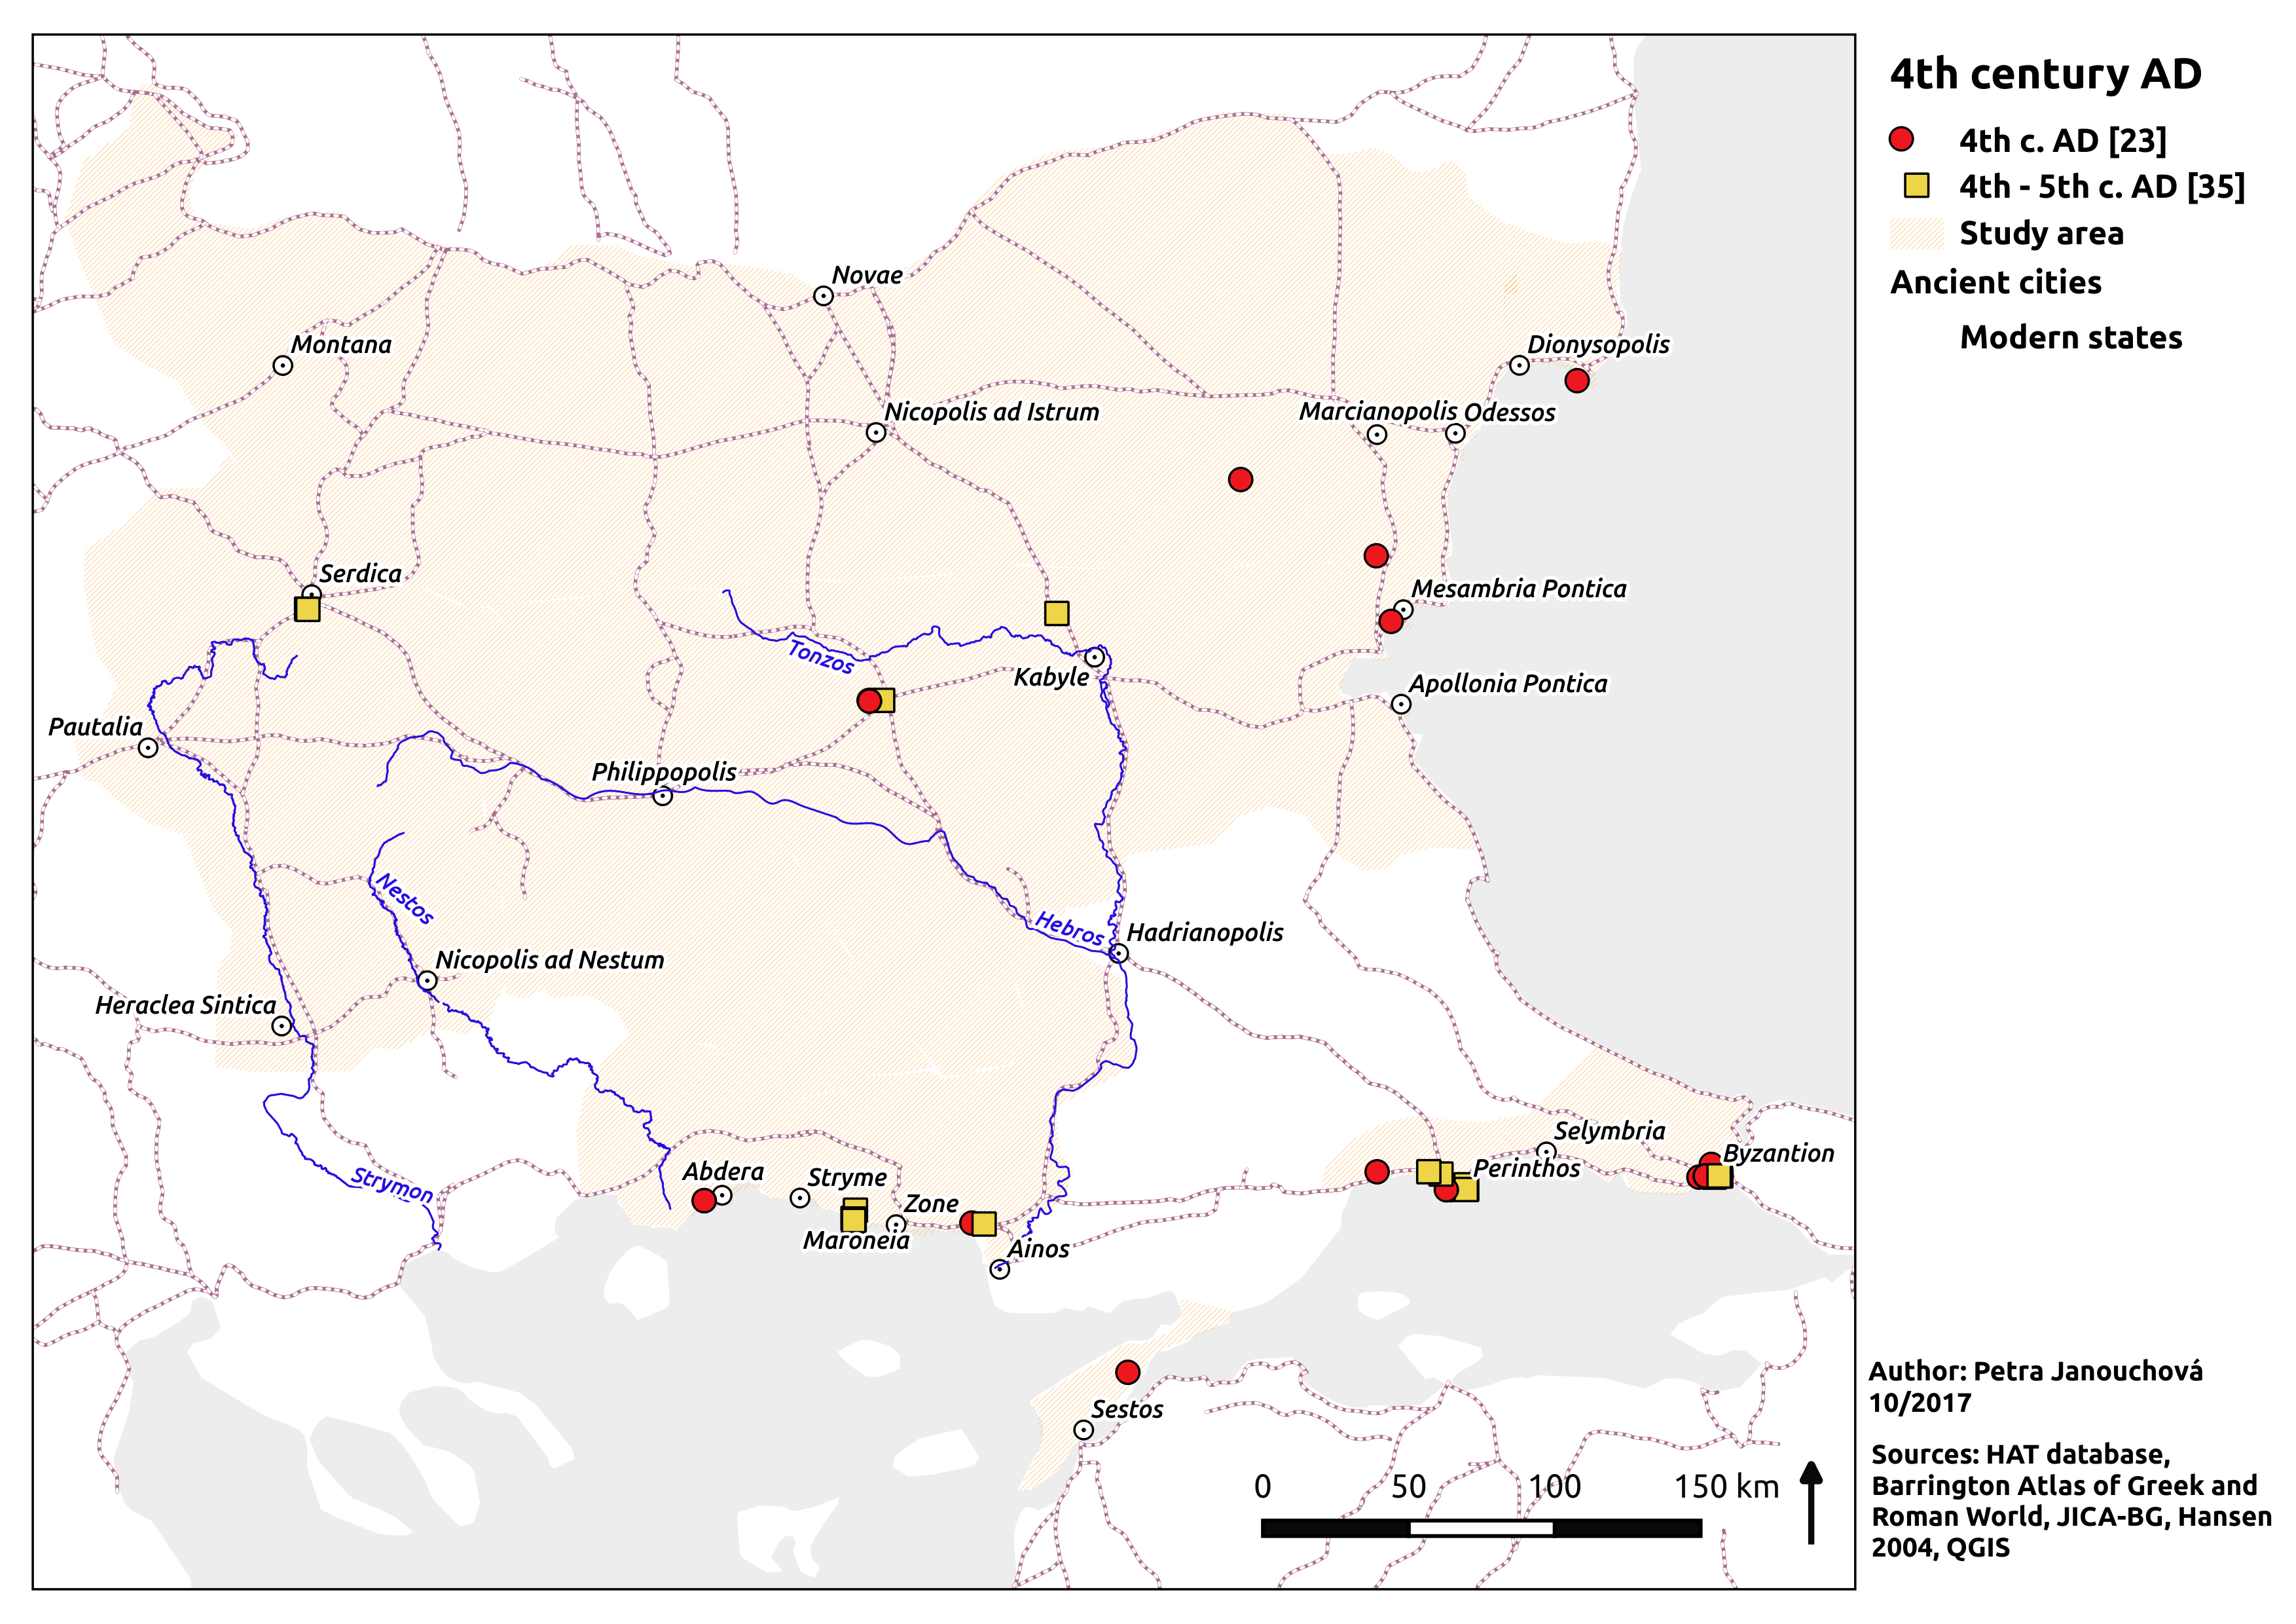 4th century AD
4th c. AD [23]
4th - 5th c. AD [35]
Study area
Ancient cities
Modern states
Novae
Montana
Dionysopolis
Nicopolis ad Istrum
Marcianopolis
Odessos
Serdica
Mesambria Pontica
Tonzos
Kabyle
Apollonia Pontica
Pautalia
Philippopolis
Nestos
Hebros
Hadrianopolis
Nicopolis ad Nestum
Heraclea Sintica
Selymbria
Byzantion
Perinthos
Abdera
Stryme
Strymon
Zone
Maroneia
Ainos
Sestos
0 50 100 150 km
Author: Petra Janouchová
10/2017
Sources: HAT database,
Barrington Atlas of Greek and
Roman World, JICA-BG, Hansen
2004, QGIS